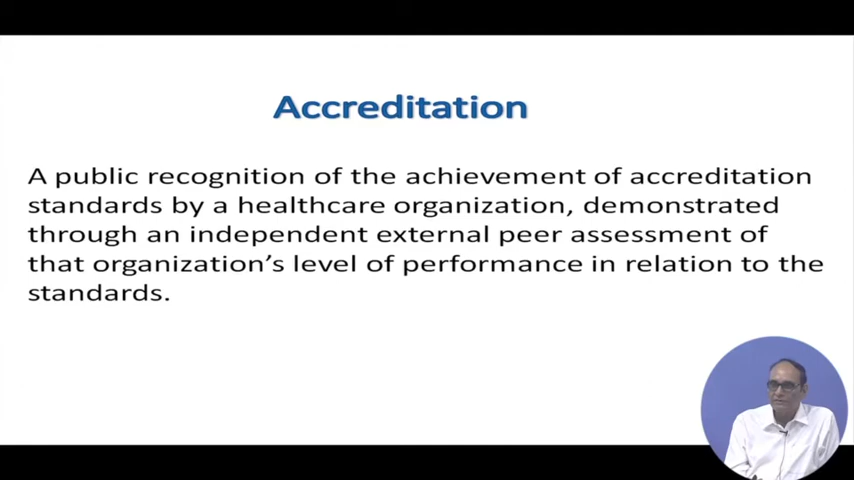 Accreditation
A public recognition of the achievement of accreditation
standards by a healthcare organization, demonstrated
through an independent external peer assessment of
that organization's level of performance in relation to the
standards.